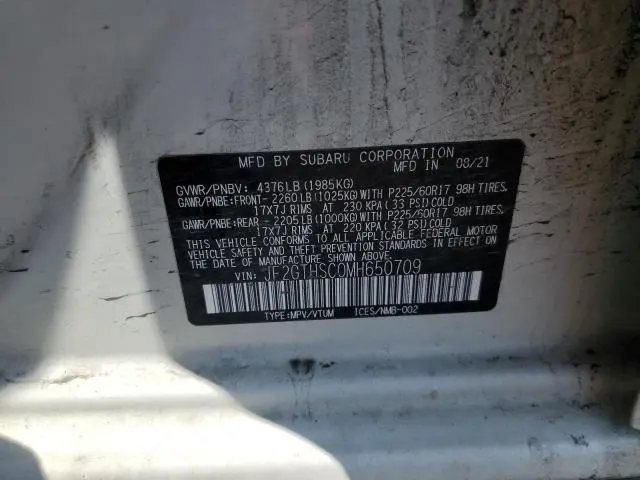 MFD BY SUBARU CORPORATION
MFD IN 03/21
GVWR/PNBV: 4376LB (1985KG)
GAWR/PNBE:FRONT- 2260LB (1025KG)WITH P225/60R17 98H TIRES,
17X7J RIMS AT 230 KPA ( 33 PSI)COLD
GAWR/PNBE:REAR- 2205LB (1000KG)WITH P225/60R17 98H TIRES,
17X7J RIMS AT 220 KPA ( 32 PSI)COLD
THIS VEHICLE CONFORMS TO ALL APPLICABLE FEDERAL MOTOR
VEHICLE SAFETY, BUMPER, AND THEFT PREVENTION STANDARDS
IN EFFECT ON THE DATE OF MANUFACTURE SHOWN ABOVE.
VIN: JF2GTHSC0MH650709
TYPE:MPV/VTUM ICES/NMB-002